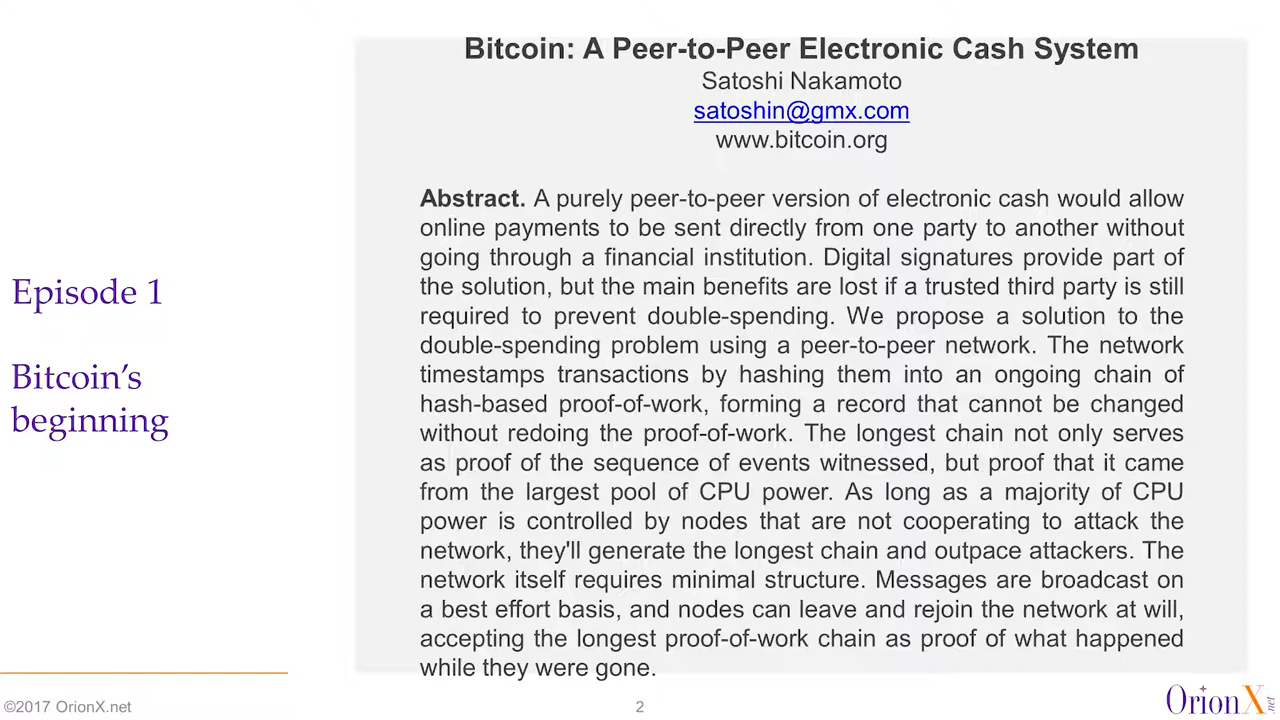 Bitcoin: A Peer-to-Peer Electronic Cash System
Satoshi Nakamoto
satoshin@gmx.com
www.bitcoin.org
Abstract. A purely peer-to-peer version of electronic cash would allow
online payments to be sent directly from one party to another without
going through a financial institution. Digital signatures provide part of
the solution, but the main benefits are lost if a trusted third party is still
required to prevent double-spending. We propose a solution to the
double-spending problem using a peer-to-peer network. The network
timestamps transactions by hashing them into an ongoing chain of
hash-based proof-of-work, forming a record that cannot be changed
without redoing the proof-of-work. The longest chain not only serves
as proof of the sequence of events witnessed, but proof that it came
from the largest pool of CPU power. As long as a majority of CPU
power is controlled by nodes that are not cooperating to attack the
network, they'll generate the longest chain and outpace attackers. The
network itself requires minimal structure. Messages are broadcast on
a best effort basis, and nodes can leave and rejoin the network at will,
accepting the longest proof-of-work chain as proof of what happened
while they were gone.
Episode 1
Bitcoin's
beginning
©2017 OrionX.net
2
OrionX.net